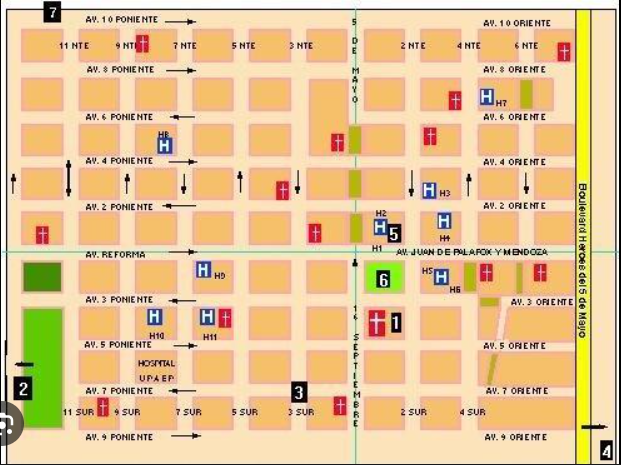 7
AV. 10 PONIENTE
AV. 10 ORIENTE
11 NTE
9 NTE
7 NTE
5 NTE
3 NTE
5 DE MAYO
2 NTE
4 NTE
6 NTE
AV. 8 PONIENTE
AV. 8 ORIENTE
H7
AV. 6 PONIENTE
AV. 6 ORIENTE
H8
H
AV. 4 PONIENTE
AV. 4 ORIENTE
H
H3
AV. 2 PONIENTE
AV. 2 ORIENTE
H2
H
5
H
H4
H1
AV. REFORMA
AV. JUAN DE PALAFOX Y MENDOZA
H
H9
6
H5
H
H6
AV. 3 PONIENTE
AV. 3 ORIENTE
H
H10
H
H11
16 SEPTIEMBRE
1
AV. 5 PONIENTE
AV. 5 ORIENTE
HOSPITAL
UPAEP
2
AV. 7 PONIENTE
AV. 7 ORIENTE
3
11 SUR
9 SUR
7 SUR
5 SUR
3 SUR
2 SUR
4 SUR
AV. 9 PONIENTE
AV. 9 ORIENTE
Boulevard Héroes del 5 de Mayo
4